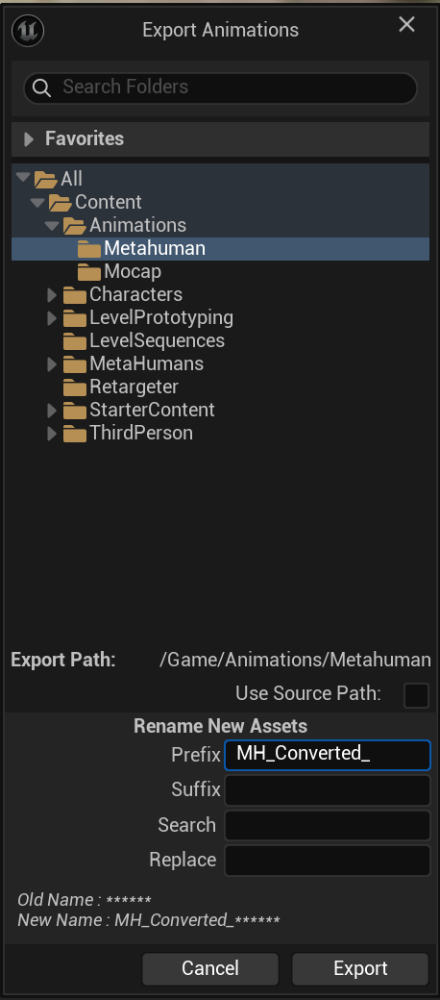 Export Animations
Search Folders
Favorites
All
Content
Animations
Metahuman
Mocap
Characters
LevelPrototyping
LevelSequences
MetaHumans
Retargeter
StarterContent
ThirdPerson
Export Path: /Game/Animations/Metahuman
Use Source Path:
Rename New Assets
Prefix MH_Converted_
Suffix
Search
Replace
Old Name : ******
New Name : MH_Converted_******
Cancel Export